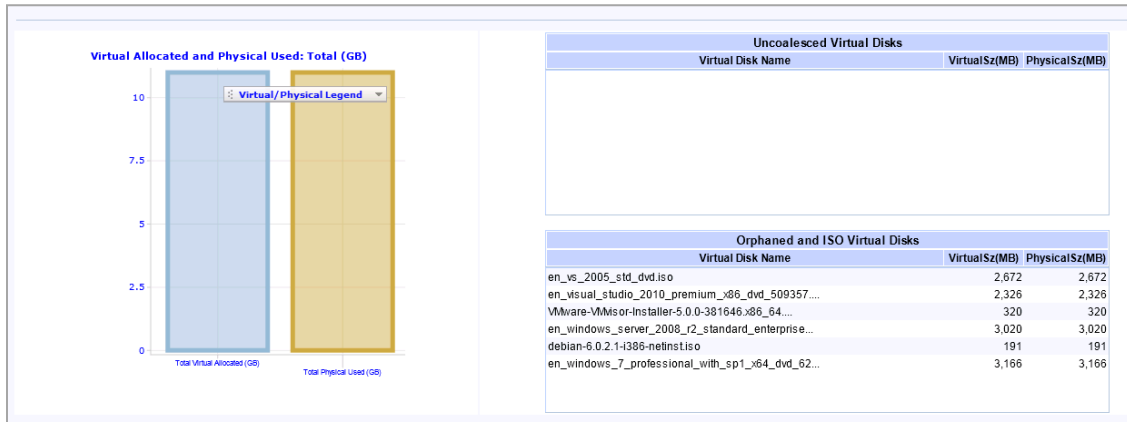 Virtual Allocated and Physical Used: Total (GB)
Virtual/Physical Legend
10
7.5
5
2.5
0
Total Virtual Allocated (GB)
Total Physical Used (GB)
Uncoalesced Virtual Disks
Virtual Disk Name VirtualSz(MB) PhysicalSz(MB)
Orphaned and ISO Virtual Disks
Virtual Disk Name VirtualSz(MB) PhysicalSz(MB)
en_vs_2005_std_dvd.iso 2,672 2,672
en_visual_studio_2010_premium_x86_dvd_509357.... 2,326 2,326
VMware-VMvisor-Installer-5.0.0-381646.x86_64.... 320 320
en_windows_server_2008_r2_standard_enterprise... 3,020 3,020
debian-6.0.2.1-i386-netinst.iso 191 191
en_windows_7_professional_with_sp1_x64_dvd_62... 3,166 3,166